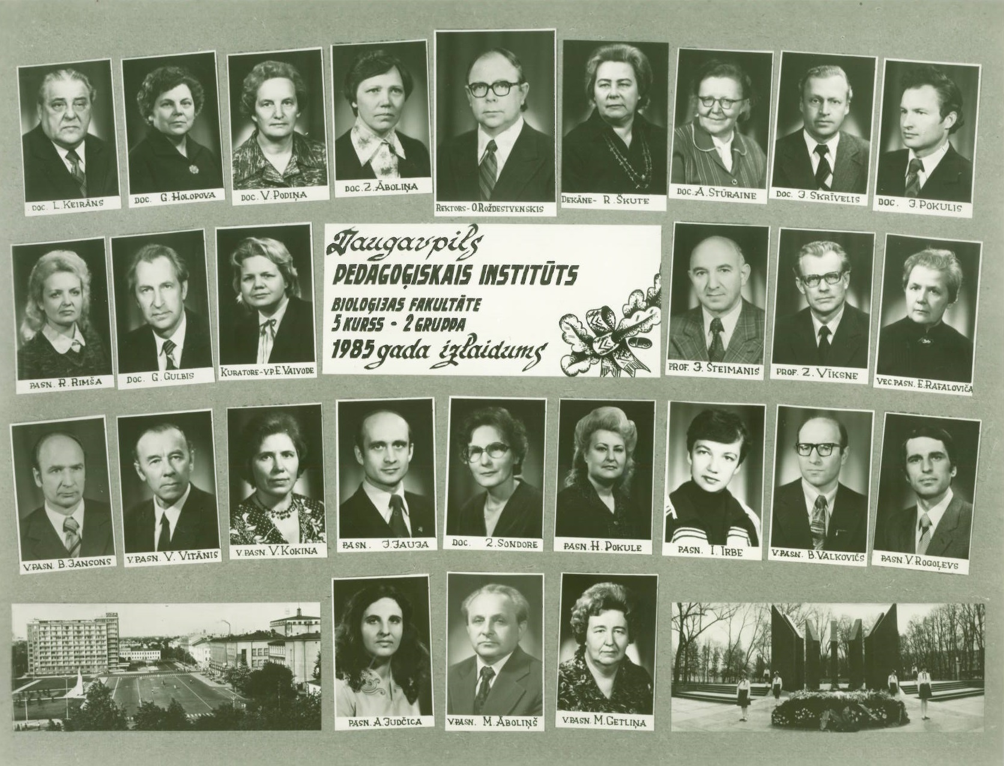 DOC. L. KEIRĀNS
DOC. G. HOLOPOVA
DOC. V. PODIŅA
DOC. Z. ĀBOLIŅA
REKTORS - O. ROŽDESTVENSKIS
DEKĀNE - R. ŠKUTE
DOC. A. STŪRAINE
DOC. J. SKRĪVELIS
DOC. J. POKULIS
PASN. R. RIMŠA
DOC. G. GULBIS
KURATORE - V.P. E. VAIVODE
Daugavpils
PEDAGOĢISKAIS INSTITŪTS
BIOLOĢIJAS FAKULTĀTE
5 KURSS - 2 GRUPPA
1985 gada izlaidums
PROF. J. ŠTEIMANIS
PROF. Z. VĪKSNE
VEC. PASN. E. RAFALOVIČA
V. PASN. B. JANSONS
V. PASN. V. VITĀNIS
V. PASN. V. KOKINA
PASN. J. JAUJA
DOC. Z. SONDORE
PASN. H. POKULE
PASN. I. IRBE
V. PASN. B. VALKOVIČS
PASN. V. ROGOĻEVS
PASN. A. JUDČICA
V. PASN. M. ĀBOLIŅŠ
V. PASN. M. GETLIŅA